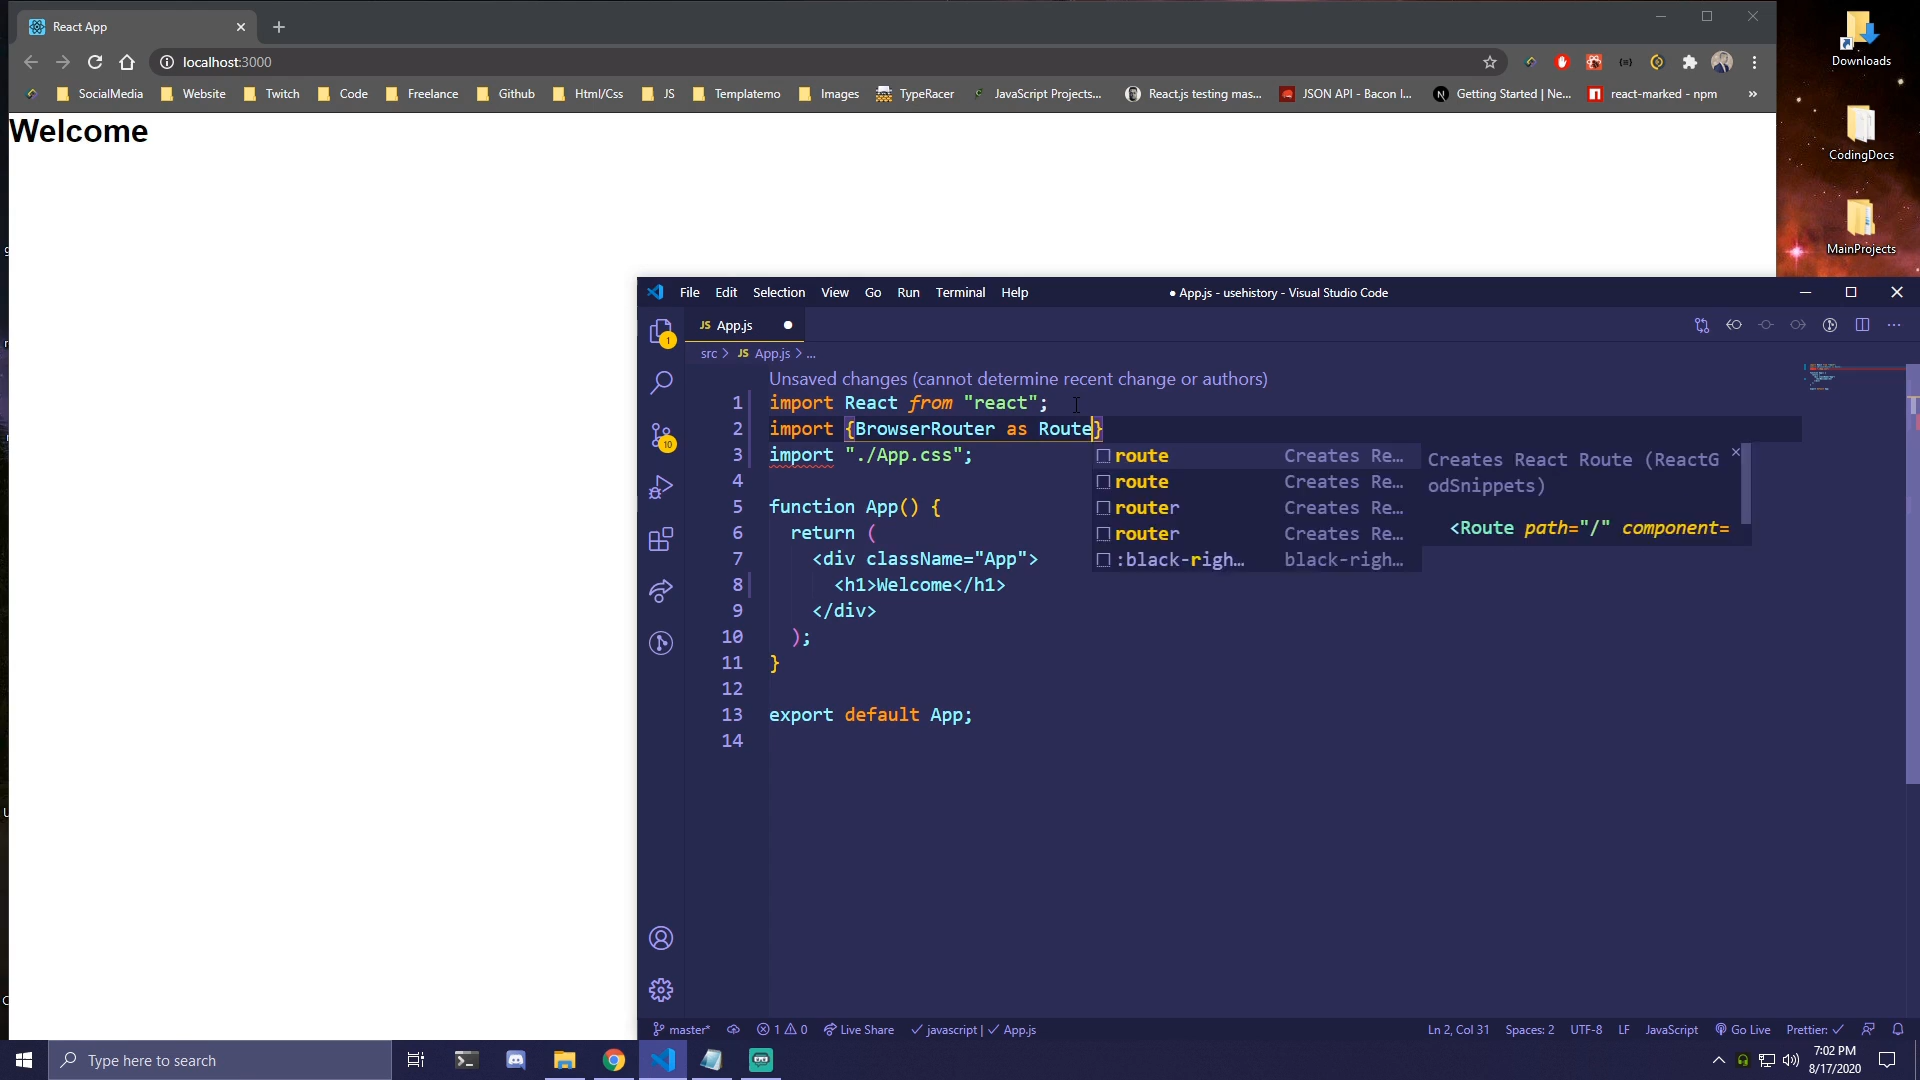 React App
localhost:3000
SocialMedia Website Twitch Code Freelance Github Html/Css JS Templatemo Images TypeRacer JavaScript Projects... React.js testing mas... JSON API - Bacon I... Getting Started | Ne... react-marked - npm »
Welcome
Downloads
CodingDocs
MainProjects
File Edit Selection View Go Run Terminal Help
● App.js - usehistory - Visual Studio Code
JS App.js
src > JS App.js > ...
Unsaved changes (cannot determine recent change or authors)
1 import React from "react";
2 import {BrowserRouter as Route}
3 import "./App.css";
4
5 function App() {
6 return (
7 <div className="App">
8 <h1>Welcome</h1>
9 </div>
10 );
11 }
12
13 export default App;
14
route Creates Re...
route Creates Re...
router Creates Re...
router Creates Re...
:black-righ... black-righ...
Creates React Route (ReactG
odSnippets)
<Route path="/" component=
1
10
master* 1 0 Live Share javascript | App.js
Ln 2, Col 31 Spaces: 2 UTF-8 LF JavaScript Go Live Prettier:
Type here to search
7:02 PM
8/17/2020